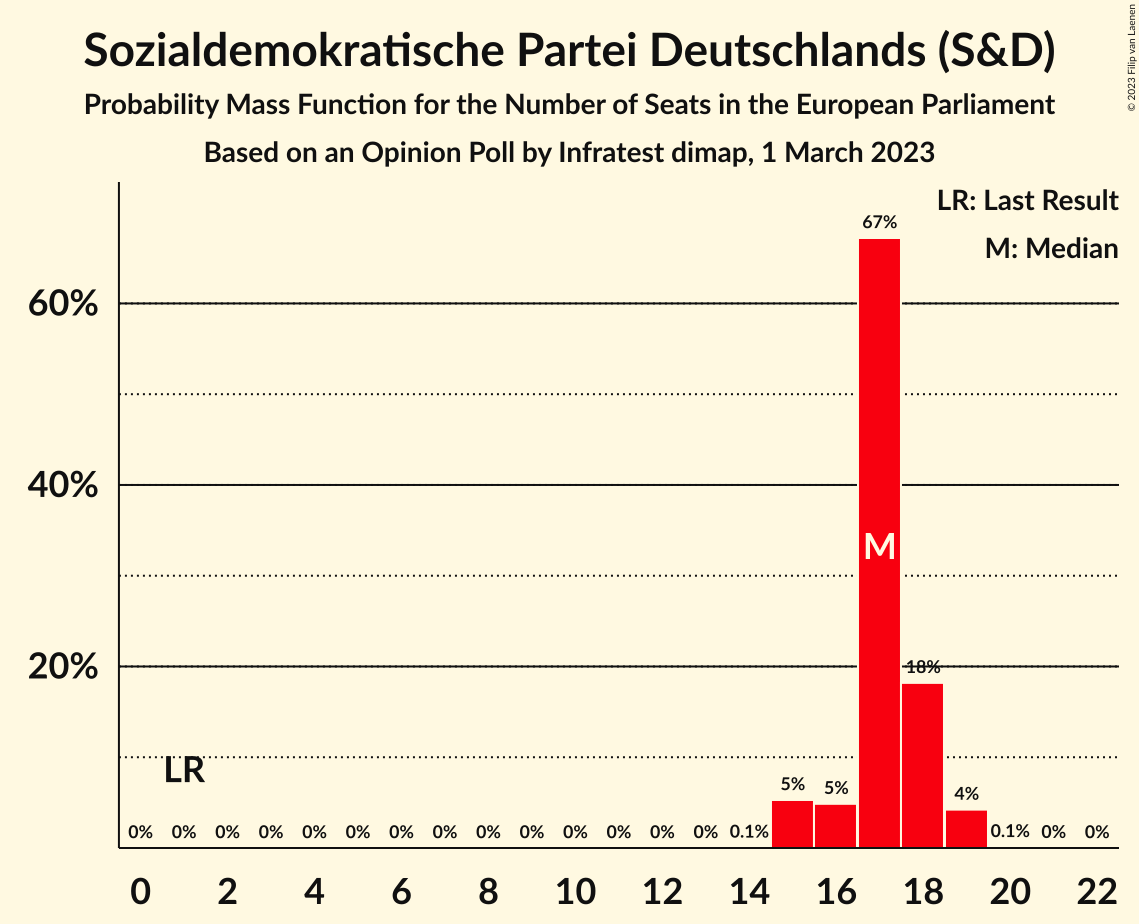 Sozialdemokratische Partei Deutschlands (S&D)
Probability Mass Function for the Number of Seats in the European Parliament
Based on an Opinion Poll by Infratest dimap, 1 March 2023
© 2023 Filip van Laenen
LR: Last Result
M: Median
67%
60%
40%
M
20%
18%
LR
5%
5%
4%
0% 0% 0% 0% 0% 0% 0% 0% 0% 0% 0% 0% 0% 0% 0.1% 0.1% 0% 0%
0 2 4 6 8 10 12 14 16 18 20 22